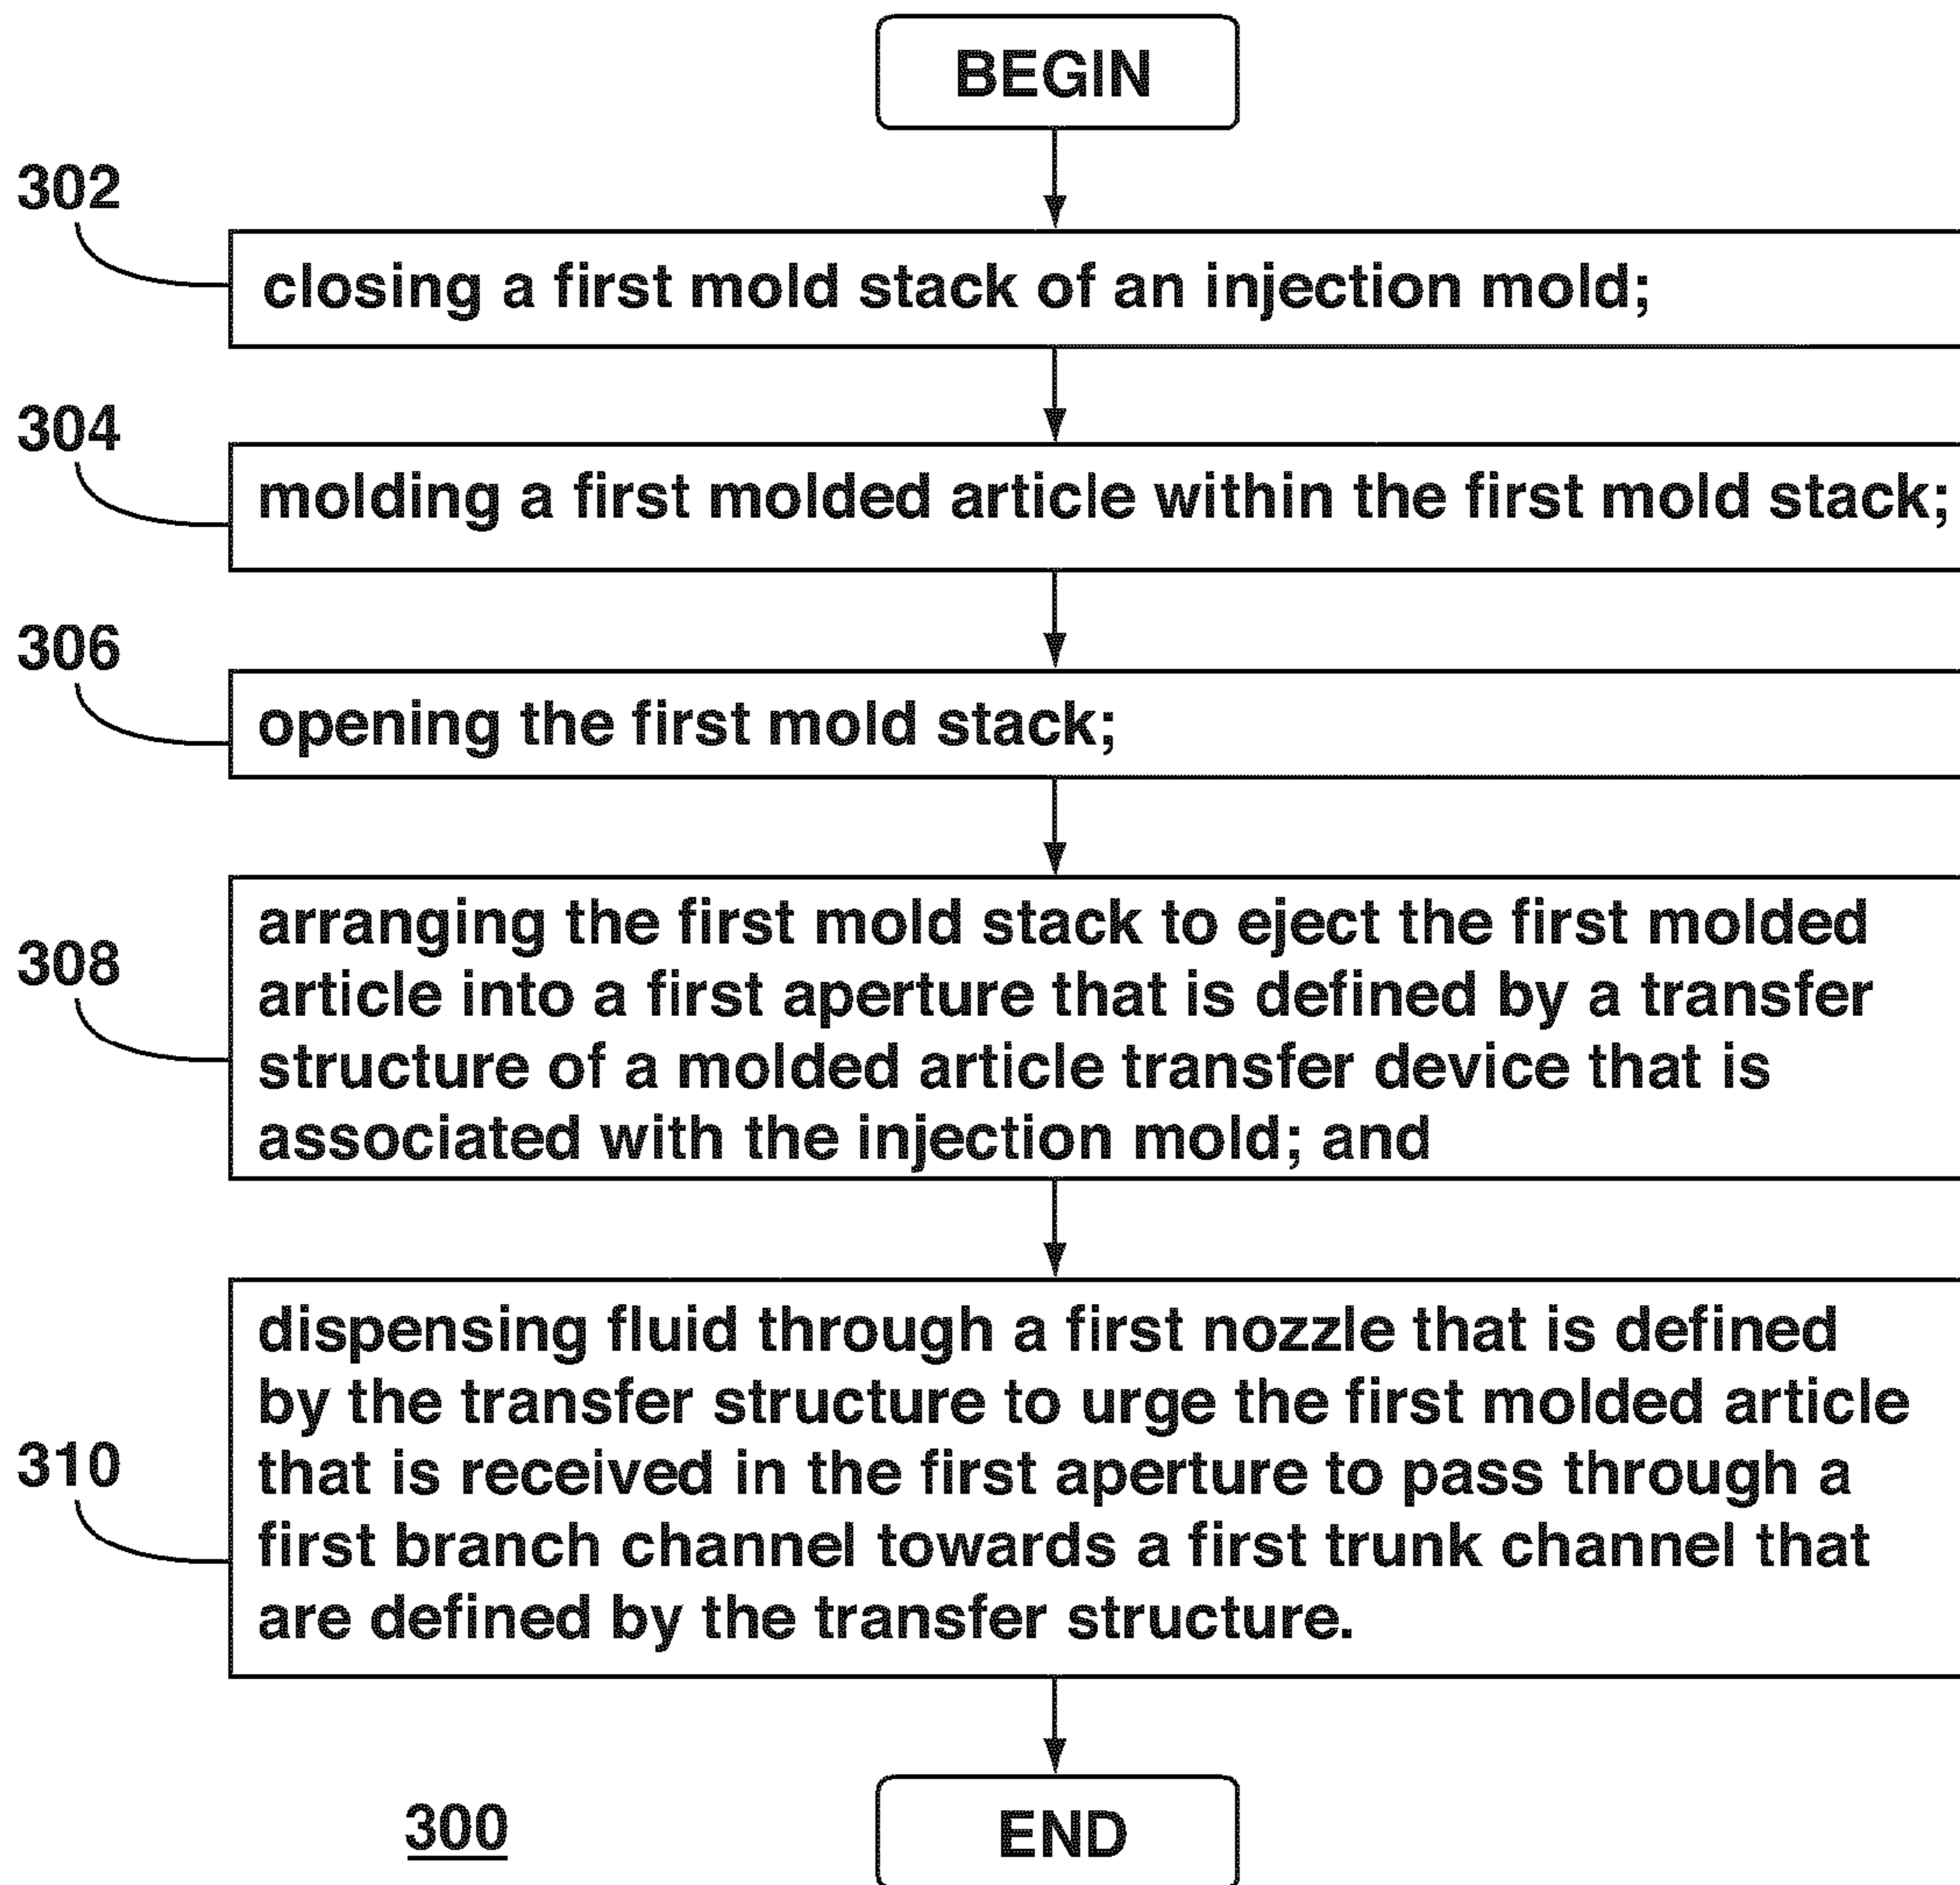 BEGIN
302
closing a first mold stack of an injection mold;
304
molding a first molded article within the first mold stack;
306
opening the first mold stack;
308
arranging the first mold stack to eject the first molded
article into a first aperture that is defined by a transfer
structure of a molded article transfer device that is
associated with the injection mold; and
310
dispensing fluid through a first nozzle that is defined
by the transfer structure to urge the first molded article
that is received in the first aperture to pass through a
first branch channel towards a first trunk channel that
are defined by the transfer structure.
300
END